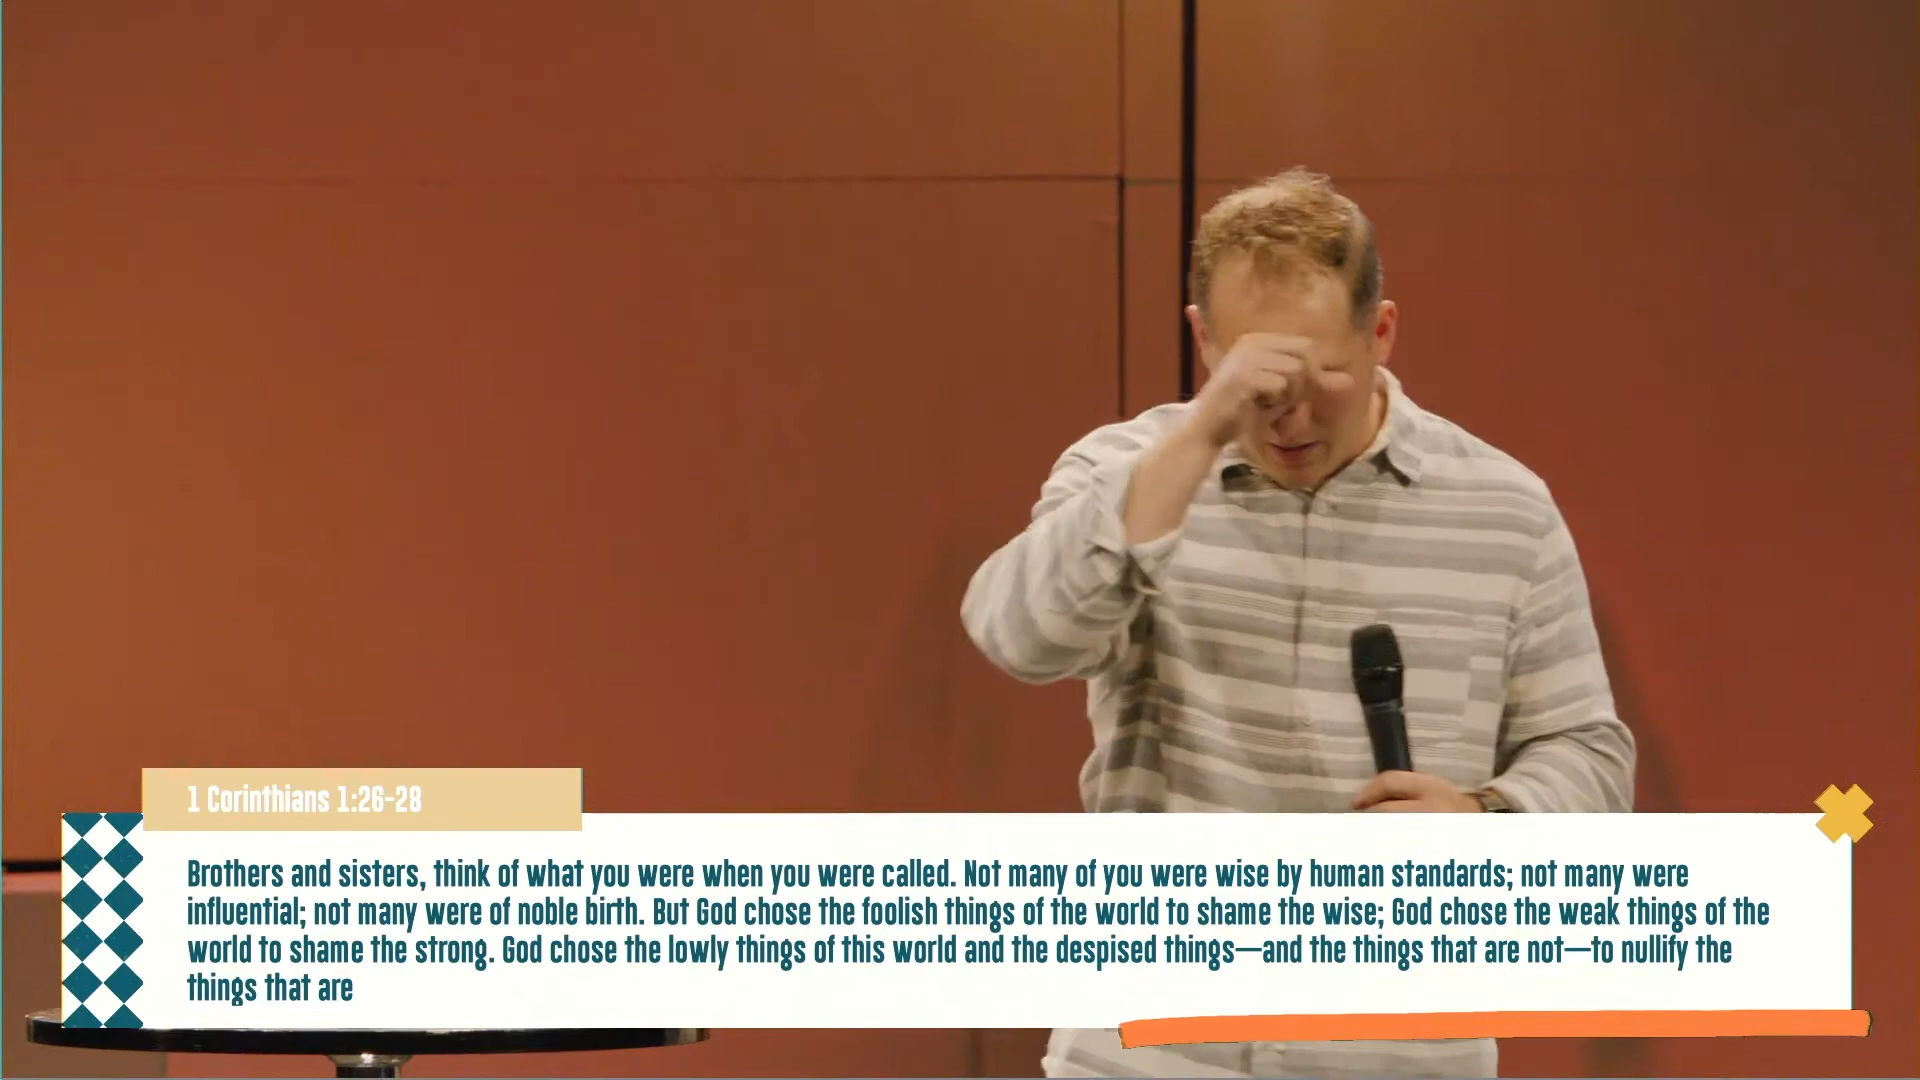 1 Corinthians 1:26-28
Brothers and sisters, think of what you were when you were called. Not many of you were wise by human standards; not many were
influential; not many were of noble birth. But God chose the foolish things of the world to shame the wise; God chose the weak things of the
world to shame the strong. God chose the lowly things of this world and the despised things—and the things that are not—to nullify the
things that are